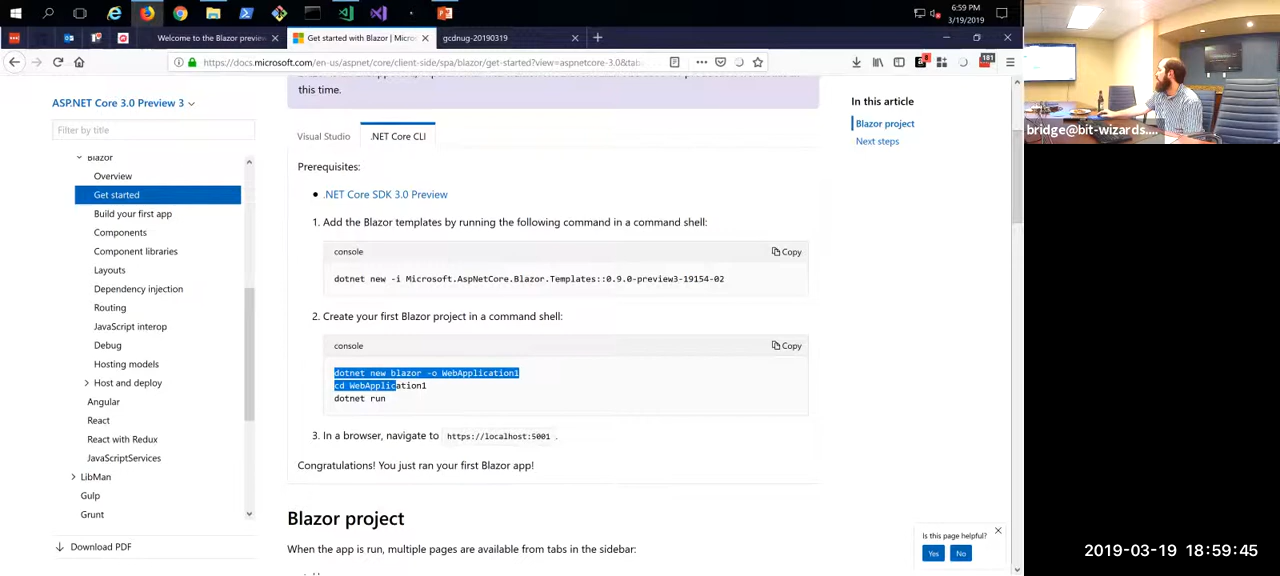 6:59 PM
3/19/2019
Welcome to the Blazor preview
Get started with Blazor | Micros
gcdnug-20190319
https://docs.microsoft.com/en-us/aspnet/core/client-side/spa/blazor/get-started?view=aspnetcore-3.0&tab
8
181
ASP.NET Core 3.0 Preview 3
Filter by title
Blazor
Overview
Get started
Build your first app
Components
Component libraries
Layouts
Dependency injection
Routing
JavaScript interop
Debug
Hosting models
Host and deploy
Angular
React
React with Redux
JavaScriptServices
LibMan
Gulp
Grunt
Download PDF
this time.
Visual Studio
.NET Core CLI
Prerequisites:
.NET Core SDK 3.0 Preview
1. Add the Blazor templates by running the following command in a command shell:
console
Copy
dotnet new -i Microsoft.AspNetCore.Blazor.Templates::0.9.0-preview3-19154-02
2. Create your first Blazor project in a command shell:
console
Copy
dotnet new blazor -o WebApplication1
cd WebApplication1
dotnet run
3. In a browser, navigate to https://localhost:5001 .
Congratulations! You just ran your first Blazor app!
Blazor project
When the app is run, multiple pages are available from tabs in the sidebar:
In this article
Blazor project
Next steps
Is this page helpful?
Yes
No
bridge@bit-wizards....
2019-03-19 18:59:45